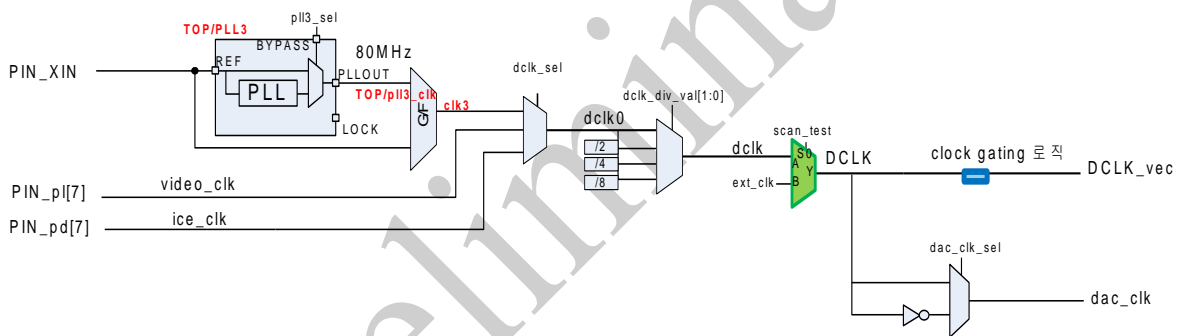 pll3_sel
TOP/PLL3
BYPASS
80MHz
REF
PIN_XIN
PLLOUT
PLL
TOP/pll3_clk
clk3
G/F
LOCK
dclk_sel
dclk_div_val[1:0]
dclk0
/2
/4
/8
dclk
scan_test
S0
A
Y
B
ext_clk
DCLK
clock gating 로직
DCLK_vec
PIN_pl[7]
video_clk
PIN_pd[7]
ice_clk
dac_clk_sel
dac_clk
eliminar